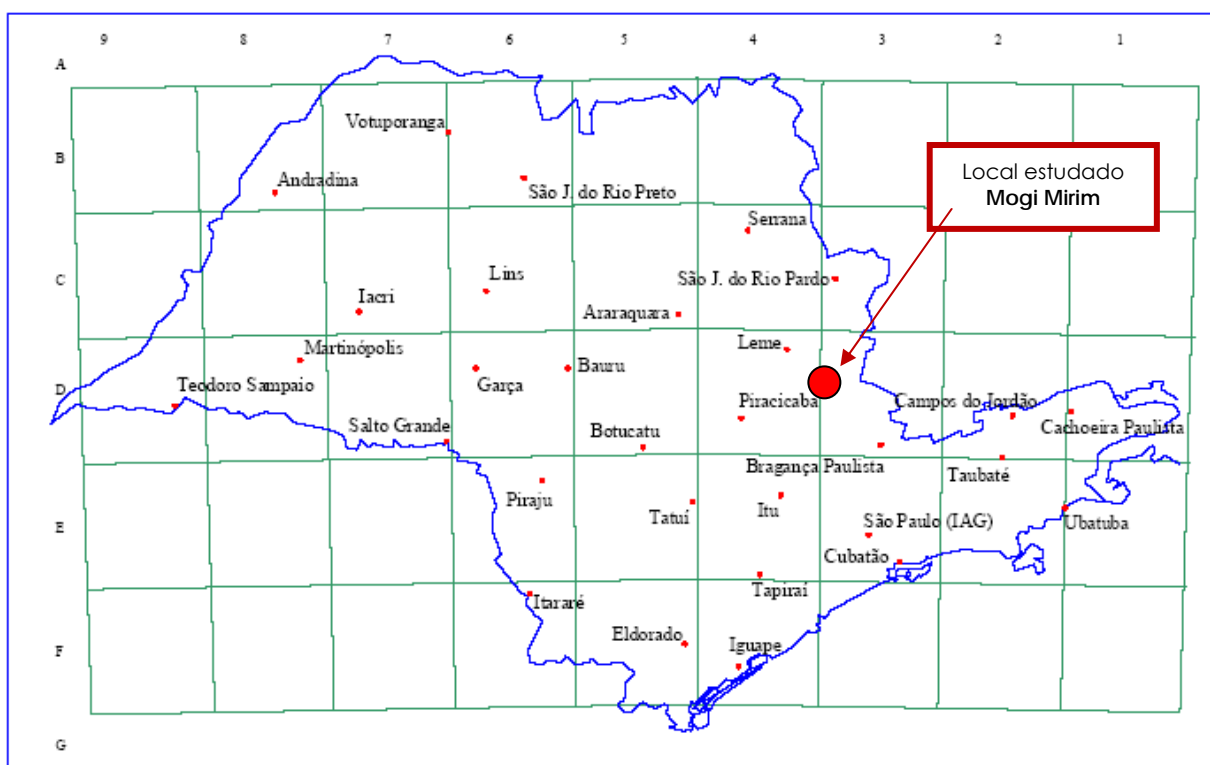 9 8 7 6 5 4 3 2 1
A
Votuporanga
B
Local estudado
Mogi Mirim
Andradina
São J. do Rio Preto
Serrana
C
Lins
São J. do Rio Pardo
Iacri
Araraquara
Leme
Martinópolis
Bauru
Garça
D
Teodoro Sampaio
Piracicaba
Campos do Jordão
Salto Grande
Botucatu
Cachoeira Paulista
Bragança Paulista
Taubaté
Piraju
Itu
Tatuí
São Paulo (IAG)
Ubatuba
E
Cubatão
Tapiraí
Itararé
Eldorado
Iguape
F
G